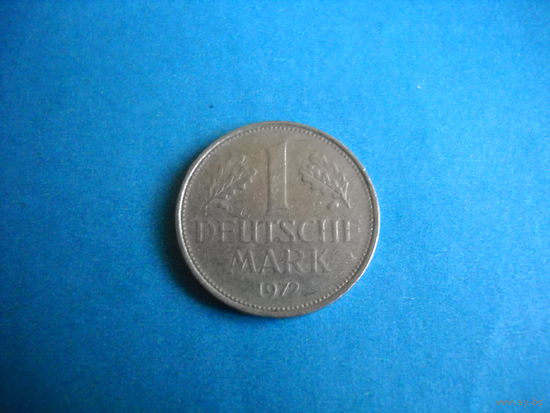 1
DEUTSCHE
MARK
1972